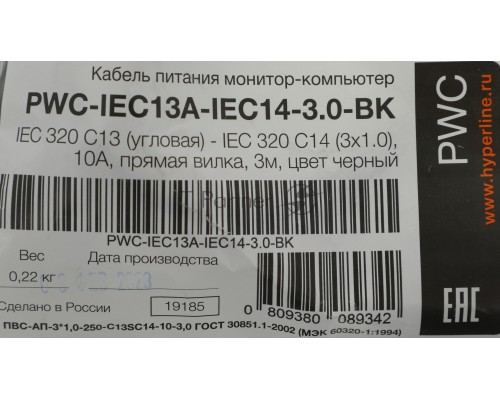 Кабель питания монитор-компьютер
PWC-IEC13A-IEC14-3.0-BK
IEC 320 C13 (угловая) - IEC 320 C14 (3x1.0),
10A, прямая вилка, 3м, цвет черный
PWC-IEC13A-IEC14-3.0-BK
Вес
Дата производства
0,22 кг
Сделано в России
19185
0 809380 089342
ПВС-АП-3*1,0-250-C13SC14-10-3,0 ГОСТ 30851.1-2002 (МЭК 60320-1:1994)
PWC
www.hyperline.ru
EAC